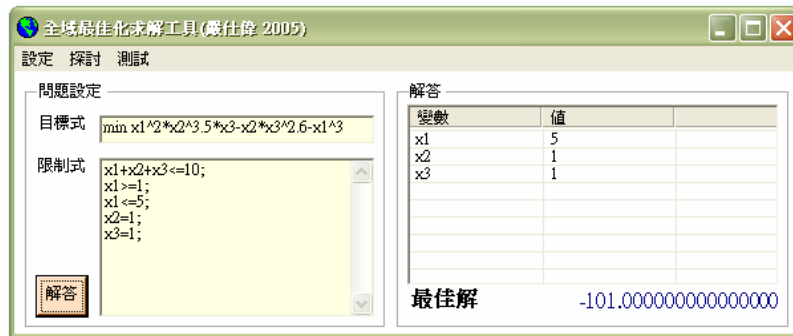 全域最佳化求解工具(嚴仕偉 2005)
設定 探討 測試
問題設定
目標式
min x1^2*x2^3.5*x3-x2*x3^2.6-x1^3
限制式
x1+x2+x3<=10;
x1>=1;
x1<=5;
x2=1;
x3=1;
解答
解答
變數 值
x1 5
x2 1
x3 1
最佳解 -101.000000000000000